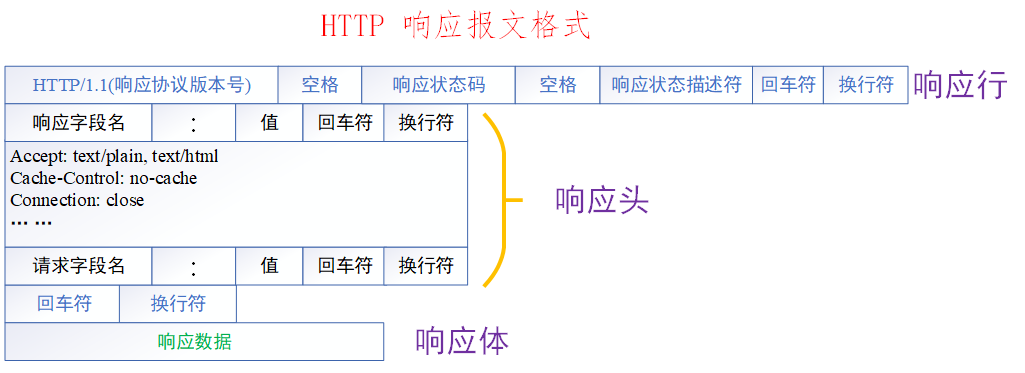 HTTP 响应报文格式
HTTP/1.1(响应协议版本号) 空格 响应状态码 空格 响应状态描述符 回车符 换行符 响应行
响应字段名 : 值 回车符 换行符
Accept: text/plain, text/html
Cache-Control: no-cache
Connection: close
… …
响应头
请求字段名 : 值 回车符 换行符
回车符 换行符
响应数据 响应体